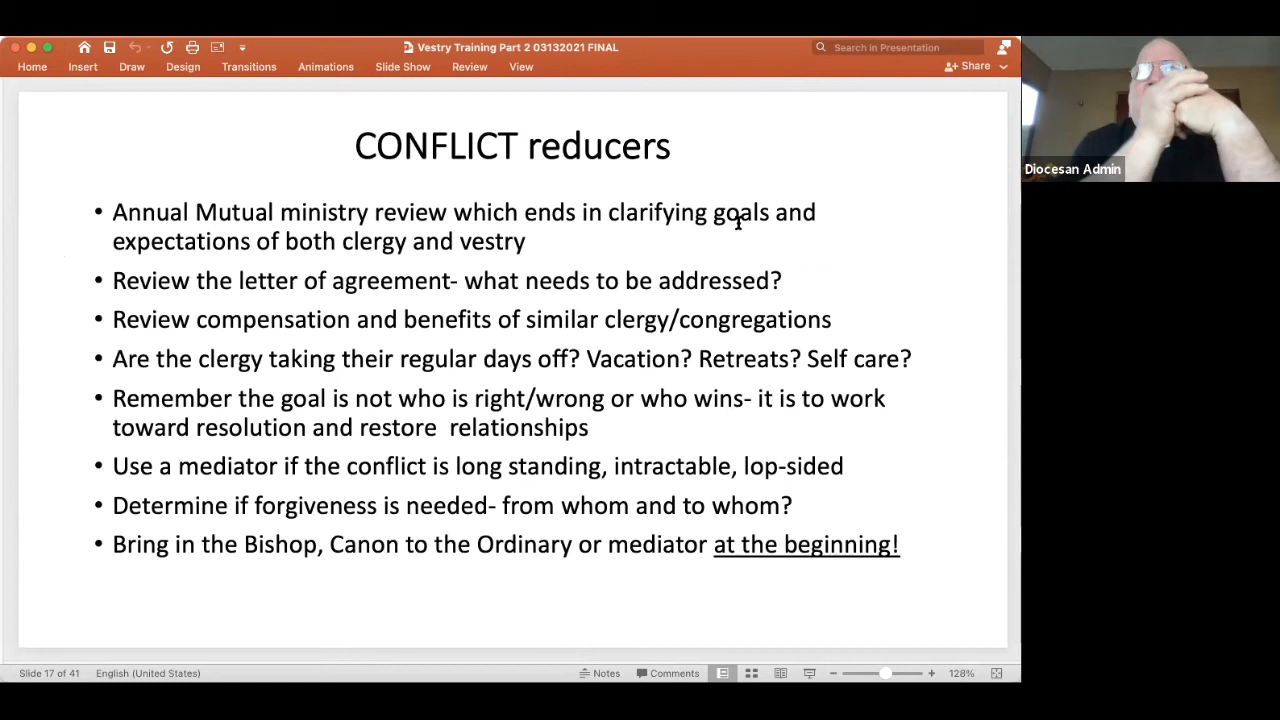 Vestry Training Part 2 03132021 FINAL
Search in Presentation
Home Insert Draw Design Transitions Animations Slide Show Review View Share
CONFLICT reducers
• Annual Mutual ministry review which ends in clarifying goals and
expectations of both clergy and vestry
• Review the letter of agreement- what needs to be addressed?
• Review compensation and benefits of similar clergy/congregations
• Are the clergy taking their regular days off? Vacation? Retreats? Self care?
• Remember the goal is not who is right/wrong or who wins- it is to work
toward resolution and restore  relationships
• Use a mediator if the conflict is long standing, intractable, lop-sided
• Determine if forgiveness is needed- from whom and to whom?
• Bring in the Bishop, Canon to the Ordinary or mediator at the beginning!
Diocesan Admin
Slide 17 of 41 English (United States) Notes Comments 128%